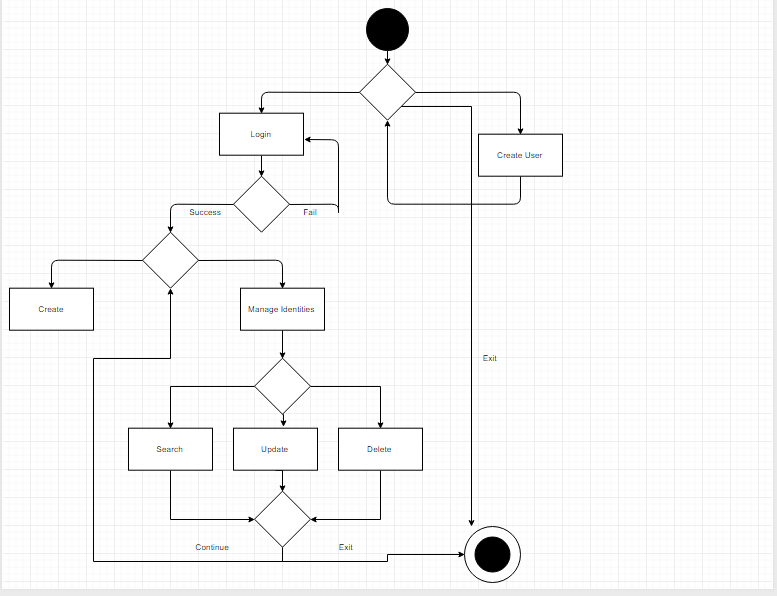 Login
Create User
Success
Fail
Create
Manage Identities
Exit
Search
Update
Delete
Continue
Exit